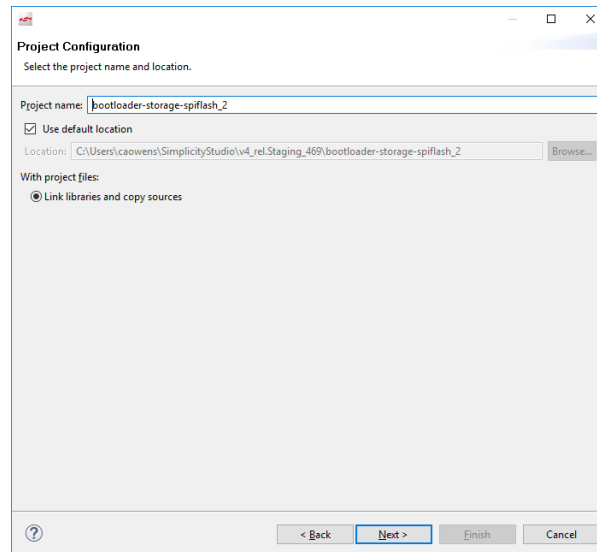 Project Configuration
Select the project name and location.
Project name: bootloader-storage-spiflash_2
Use default location
Location: C:\Users\caowens\SimplicityStudio\v4_rel.Staging_469\bootloader-storage-spiflash_2 Browse...
With project files:
Link libraries and copy sources
? < Back Next > Finish Cancel